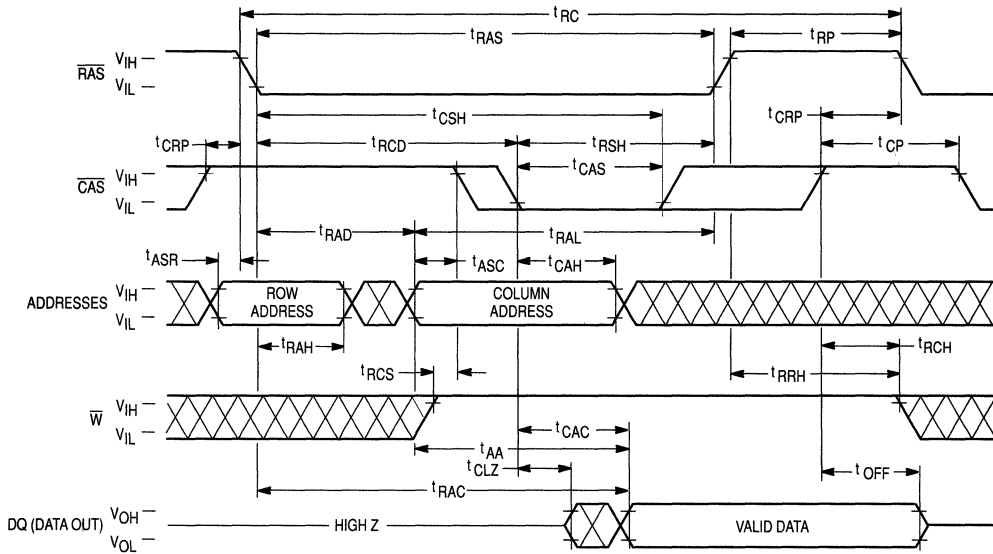 tRC
tRAS
tRP
RAS
VIH
VIL
tCSH
tCRP
tCRP
tRCD
tRSH
tCP
tCAS
CAS
VIH
VIL
tRAD
tRAL
tASR
tASC
tCAH
ADDRESSES
VIH
VIL
ROW
ADDRESS
COLUMN
ADDRESS
tRAH
tRCH
tRCS
tRRH
W
VIH
VIL
tCAC
tAA
tCLZ
tOFF
tRAC
DQ (DATA OUT)
VOH
VOL
HIGH Z
VALID DATA